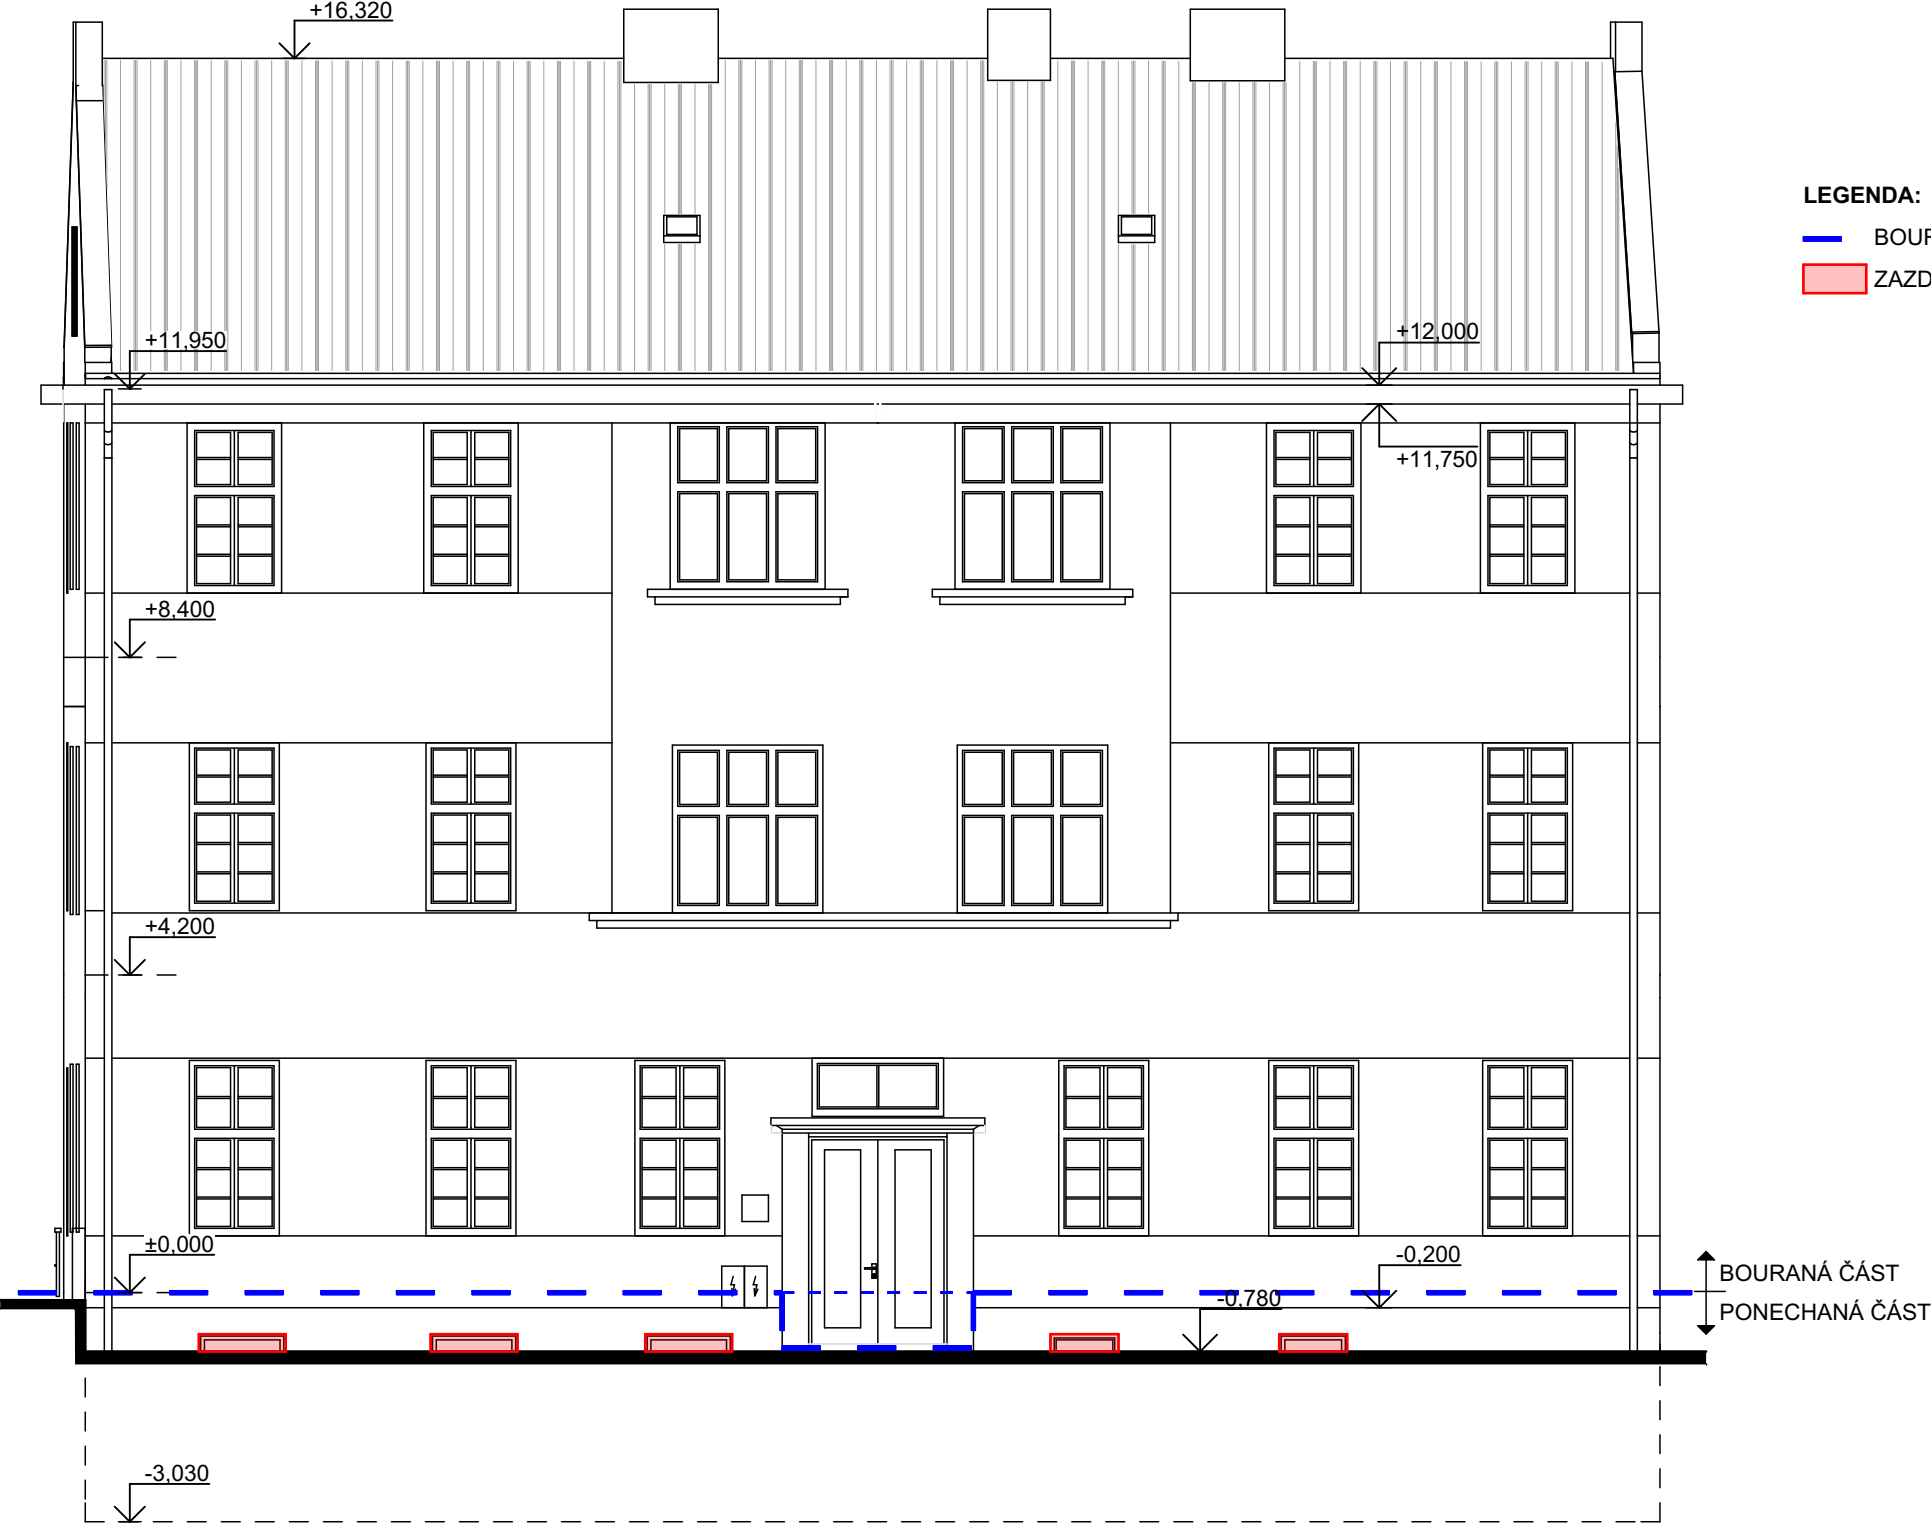 +16,320
LEGENDA:
BOUR
ZAZD
+11,950
+12,000
+11,750
+8,400
+4,200
±0,000
-0,200
-0,780
BOURANÁ ČÁST
PONECHANÁ ČÁST
-3,030